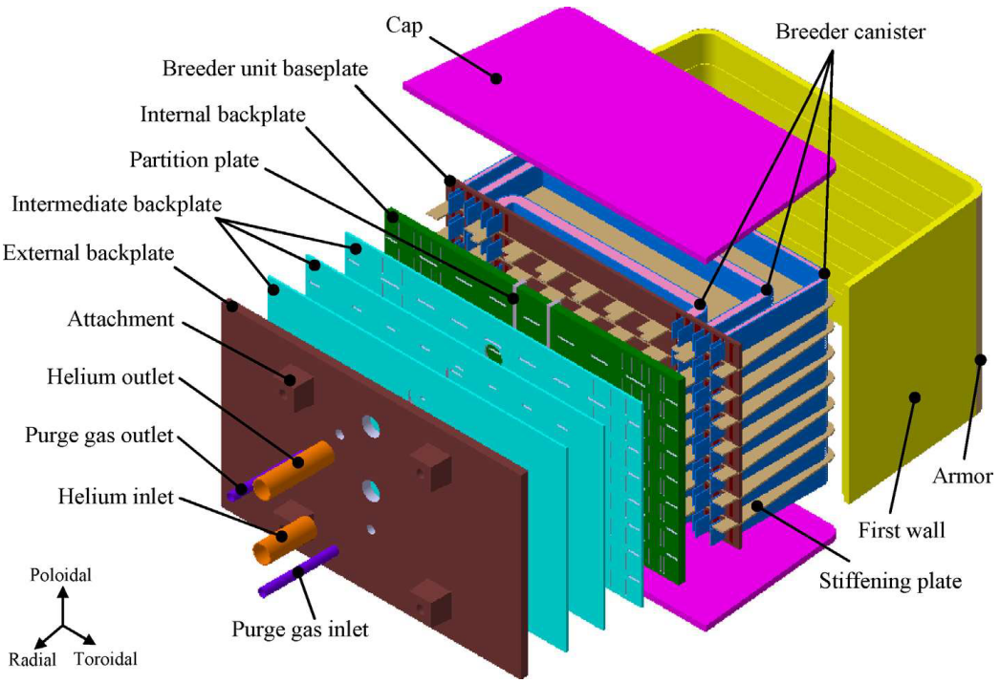 Cap
Breeder canister
Breeder unit baseplate
Internal backplate
Partition plate
Intermediate backplate
External backplate
Attachment
Helium outlet
Purge gas outlet
Helium inlet
Armor
First wall
Stiffening plate
Purge gas inlet
Poloidal
Radial
Toroidal